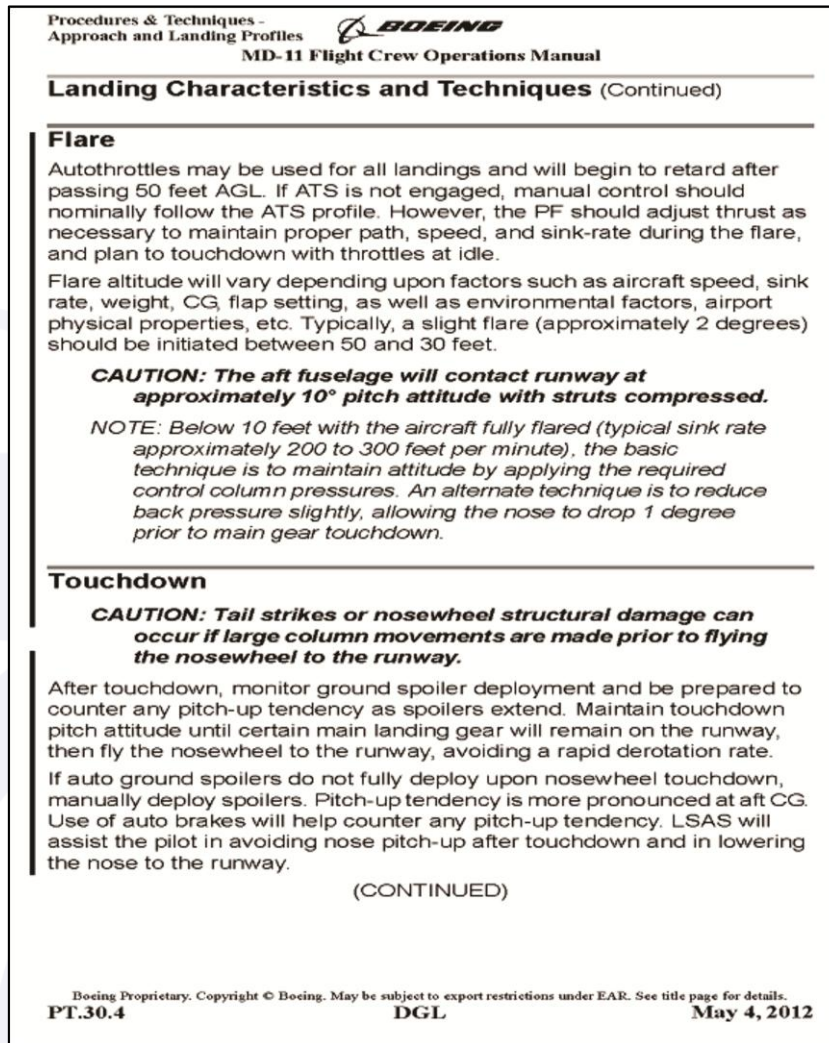 Procedures & Techniques -
Approach and Landing Profiles
BOEING
MD-11 Flight Crew Operations Manual
Landing Characteristics and Techniques (Continued)
Flare
Autothrottles may be used for all landings and will begin to retard after
passing 50 feet AGL. If ATS is not engaged, manual control should
nominally follow the ATS profile. However, the PF should adjust thrust as
necessary to maintain proper path, speed, and sink-rate during the flare,
and plan to touchdown with throttles at idle.
Flare altitude will vary depending upon factors such as aircraft speed, sink
rate, weight, CG, flap setting, as well as environmental factors, airport
physical properties, etc. Typically, a slight flare (approximately 2 degrees)
should be initiated between 50 and 30 feet.
CAUTION: The aft fuselage will contact runway at
approximately 10° pitch attitude with struts compressed.
NOTE: Below 10 feet with the aircraft fully flared (typical sink rate
approximately 200 to 300 feet per minute), the basic
technique is to maintain attitude by applying the required
control column pressures. An alternate technique is to reduce
back pressure slightly, allowing the nose to drop 1 degree
prior to main gear touchdown.
Touchdown
CAUTION: Tail strikes or nosewheel structural damage can
occur if large column movements are made prior to flying
the nosewheel to the runway.
After touchdown, monitor ground spoiler deployment and be prepared to
counter any pitch-up tendency as spoilers extend. Maintain touchdown
pitch attitude until certain main landing gear will remain on the runway,
then fly the nosewheel to the runway, avoiding a rapid derotation rate.
If auto ground spoilers do not fully deploy upon nosewheel touchdown,
manually deploy spoilers. Pitch-up tendency is more pronounced at aft CG.
Use of auto brakes will help counter any pitch-up tendency. LSAS will
assist the pilot in avoiding nose pitch-up after touchdown and in lowering
the nose to the runway.
(CONTINUED)
Boeing Proprietary. Copyright © Boeing. May be subject to export restrictions under EAR. See title page for details.
PT.30.4 DGL May 4, 2012